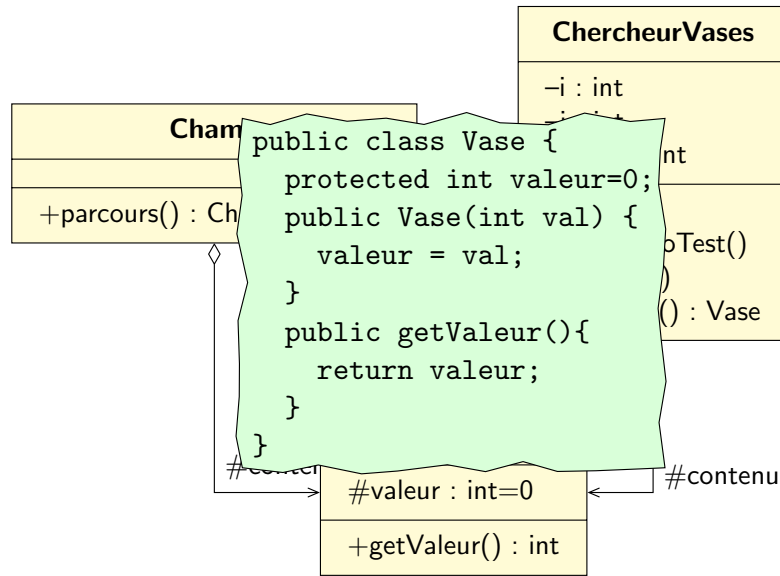 ChercheurVases
–i : int
nt
oTest()
)
() : Vase
Cham
+parcours() : Ch
public class Vase {
protected int valeur=0;
public Vase(int val) {
valeur = val;
}
public getValeur(){
return valeur;
}
}
#contenu
#valeur : int=0
+getValeur() : int